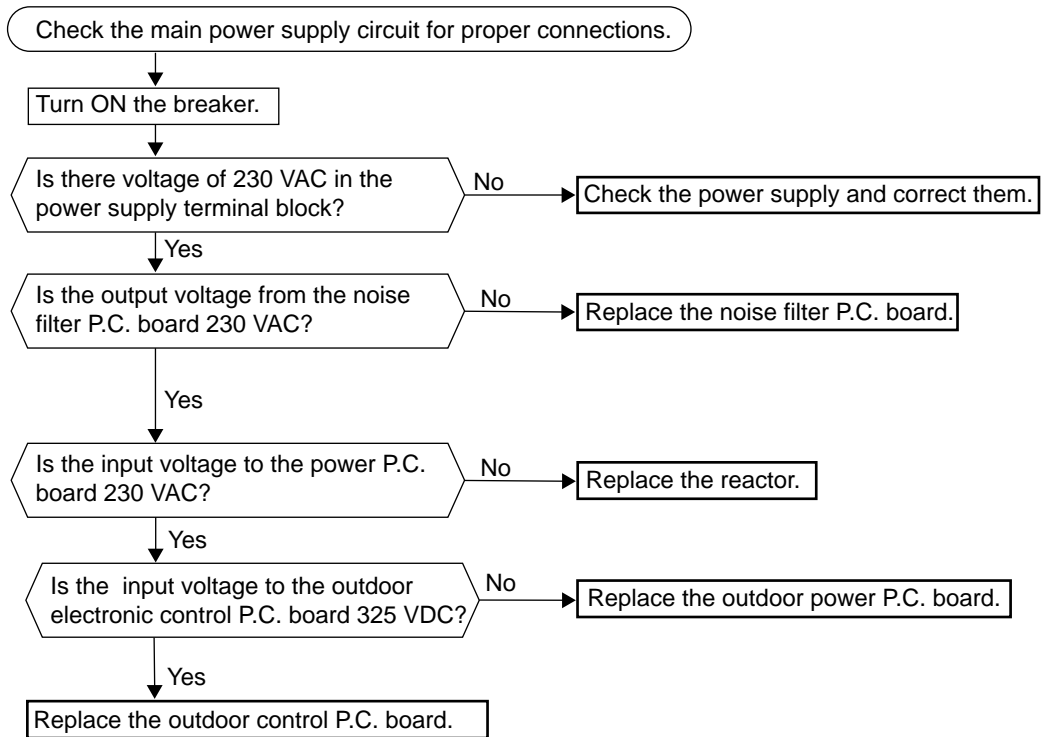 Check the main power supply circuit for proper connections.
Turn ON the breaker.
Is there voltage of 230 VAC in the
power supply terminal block?
No
Check the power supply and correct them.
Yes
Is the output voltage from the noise
filter P.C. board 230 VAC?
No
Replace the noise filter P.C. board.
Yes
Is the input voltage to the power P.C.
board 230 VAC?
No
Replace the reactor.
Yes
Is the input voltage to the outdoor
electronic control P.C. board 325 VDC?
No
Replace the outdoor power P.C. board.
Yes
Replace the outdoor control P.C. board.